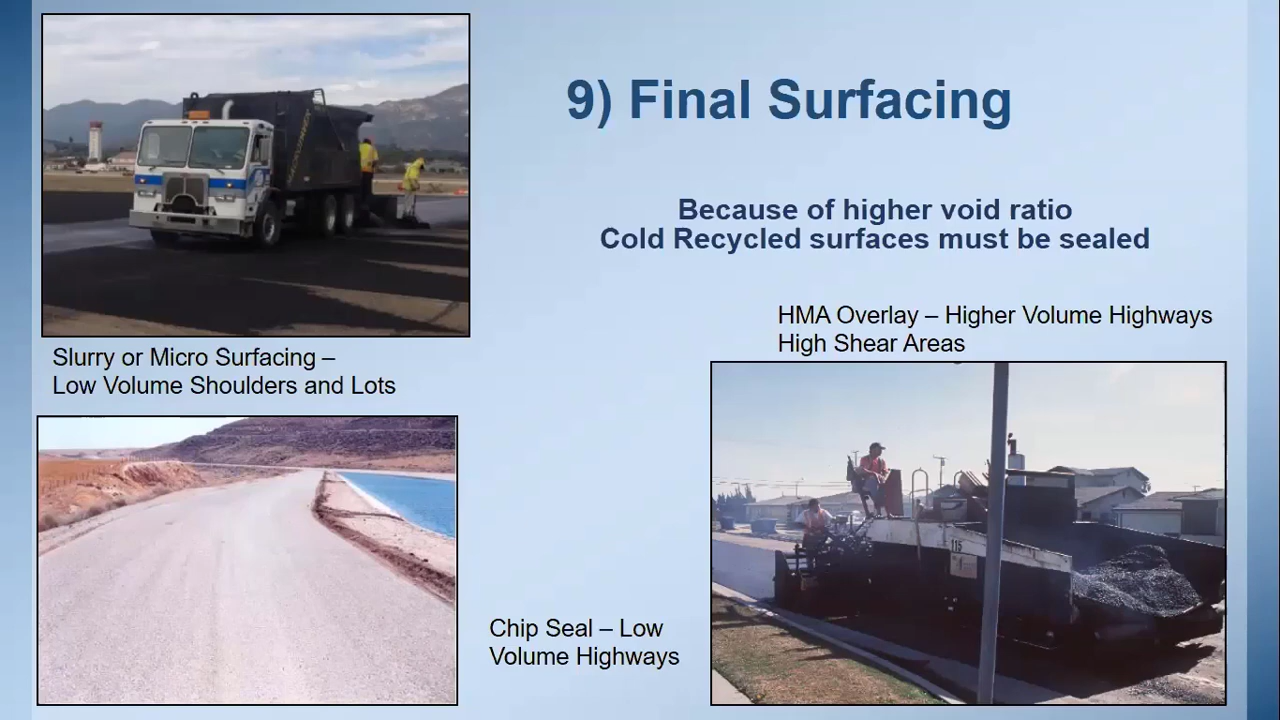 9) Final Surfacing
Because of higher void ratio
Cold Recycled surfaces must be sealed
HMA Overlay – Higher Volume Highways
High Shear Areas
Slurry or Micro Surfacing –
Low Volume Shoulders and Lots
115
Chip Seal – Low
Volume Highways